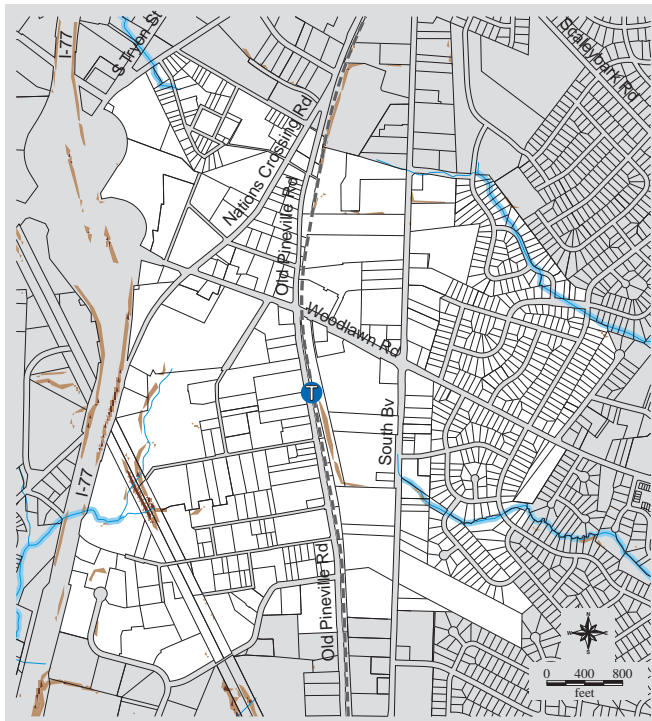 I-77
S Tryon St
Scaleybark Rd
Nations Crossing Rd
Old Pineville Rd
Woodlawn Rd
T
South Bv
I-77
Old Pineville Rd
N
W E
S
0 400 800
feet